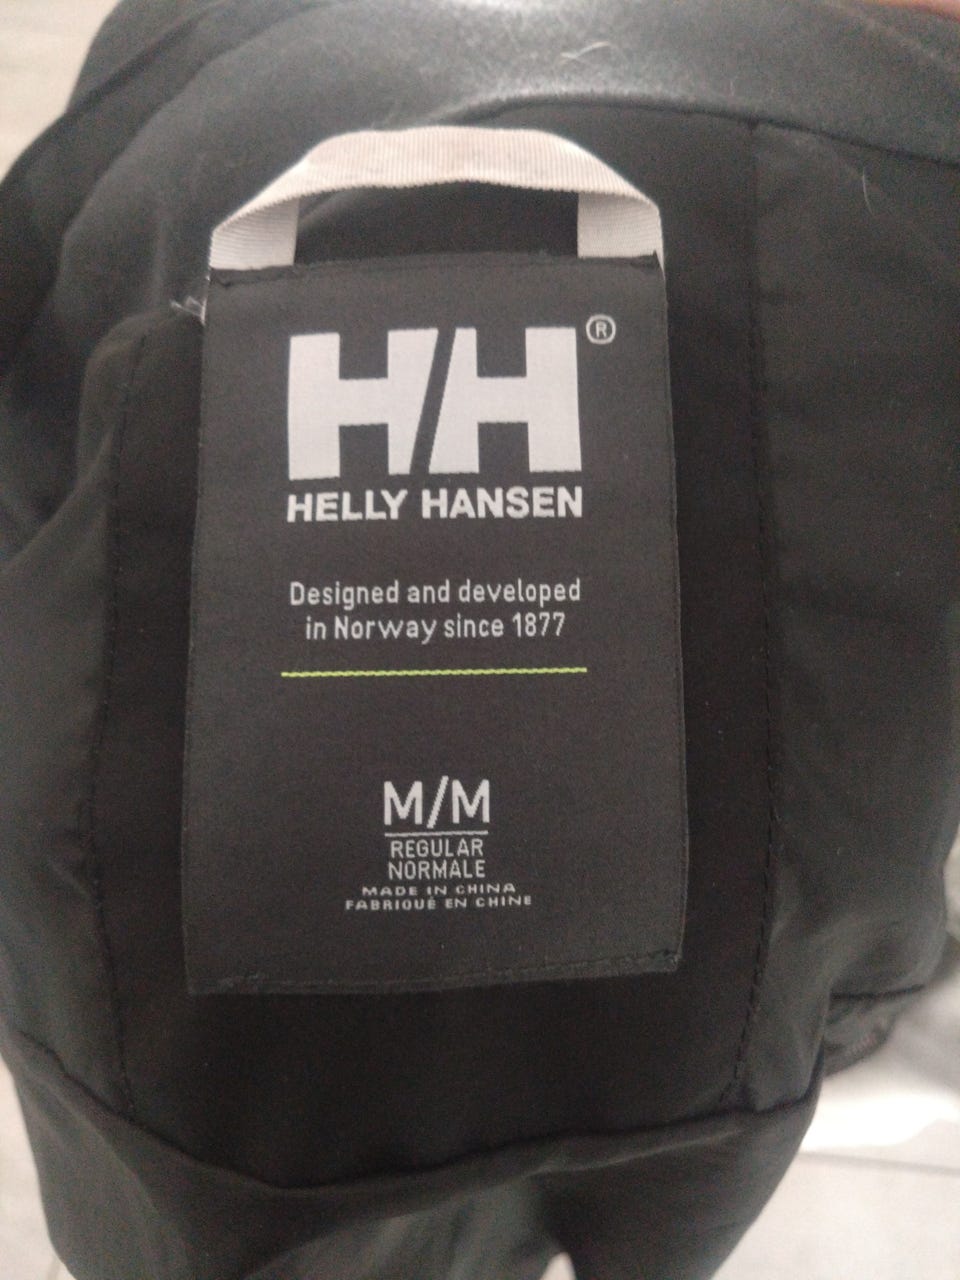 HH®
HELLY HANSEN
Designed and developed
in Norway since 1877
M/M
REGULAR
NORMALE
MADE IN CHINA
FABRIQUÉ EN CHINE